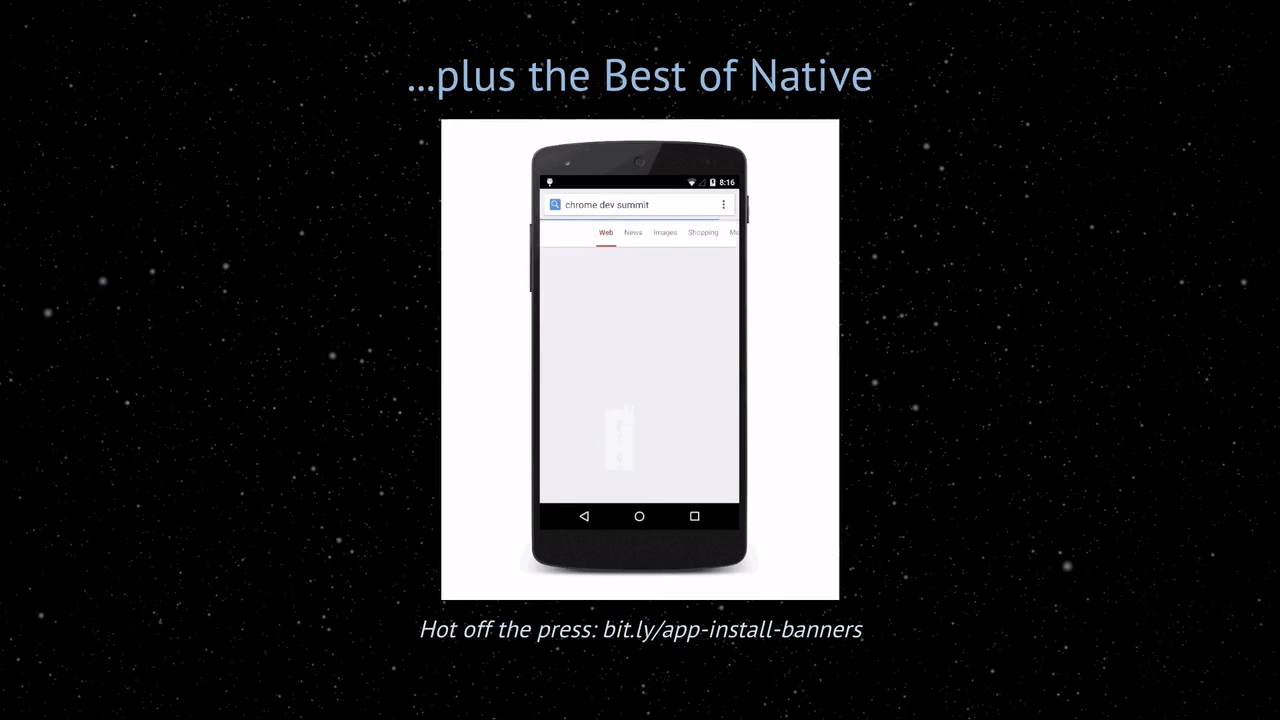 ...plus the Best of Native
8:16
chrome dev summit
Web News Images Shopping
Hot off the press: bit.ly/app-install-banners